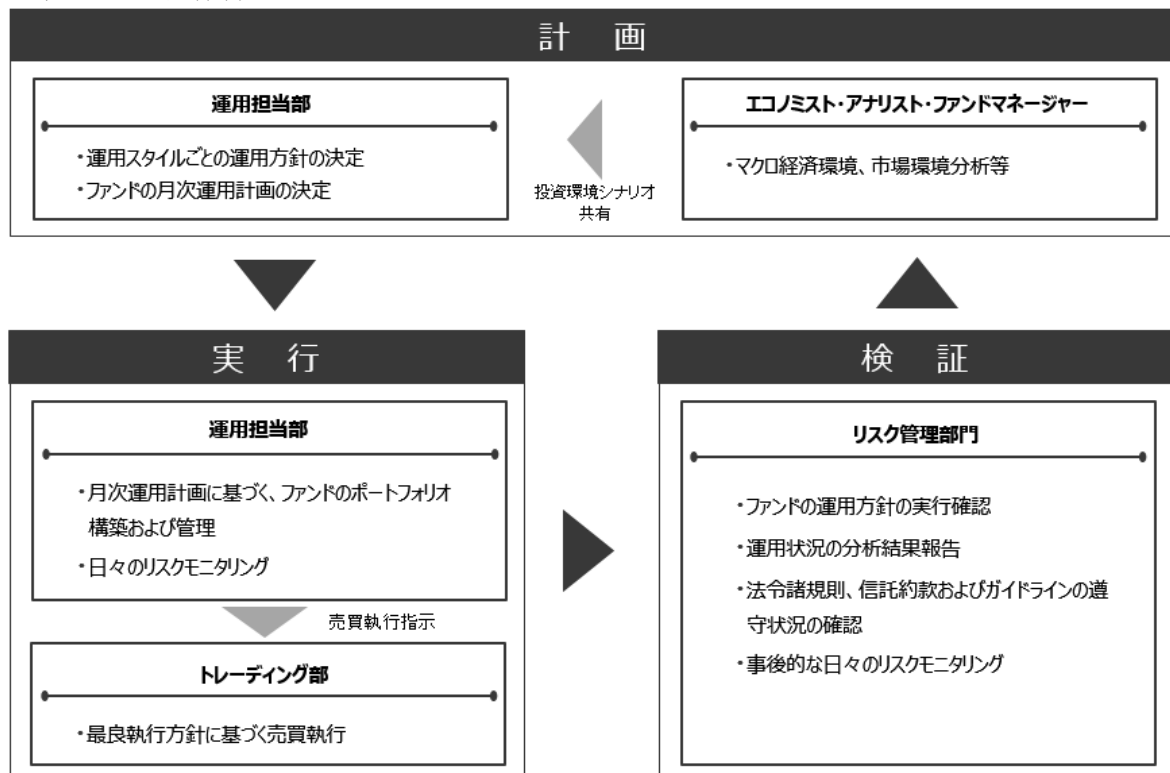 計 画
運用担当部
・運用スタイルごとの運用方針の決定
・ファンドの月次運用計画の決定
投資環境シナリオ
共有
エコノミスト・アナリスト・ファンドマネージャー
・マクロ経済環境、市場環境分析等
実 行
運用担当部
・月次運用計画に基づく、ファンドのポートフォリオ
構築および管理
・日々のリスクモニタリング
売買執行指示
トレーディング部
・最良執行方針に基づく売買執行
検 証
リスク管理部門
・ファンドの運用方針の実行確認
・運用状況の分析結果報告
・法令諸規則、信託約款およびガイドラインの遵
守状況の確認
・事後的な日々のリスクモニタリング